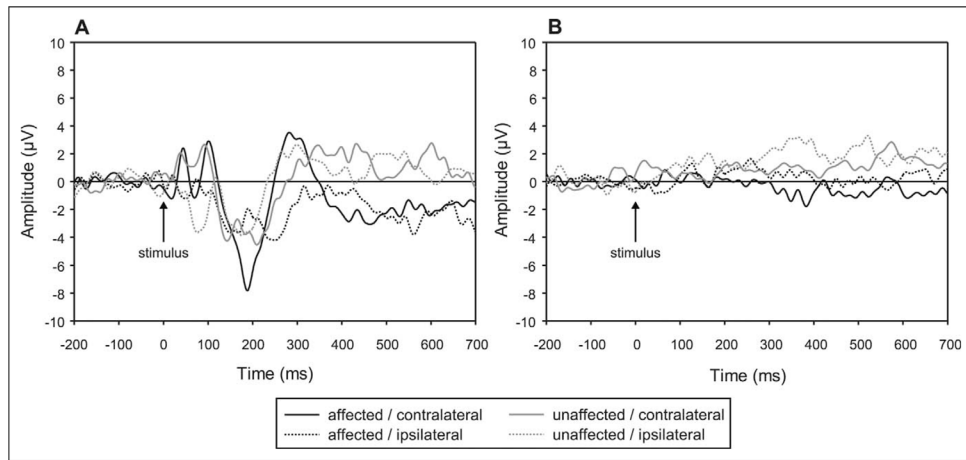 A
B
10
8
6
4
2
0
-2
-4
-6
-8
-10
Amplitude (µV)
stimulus
-200 -100 0 100 200 300 400 500 600 700
Time (ms)
10
8
6
4
2
0
-2
-4
-6
-8
-10
Amplitude (µV)
stimulus
-200 -100 0 100 200 300 400 500 600 700
Time (ms)
affected / contralateral
unaffected / contralateral
affected / ipsilateral
unaffected / ipsilateral